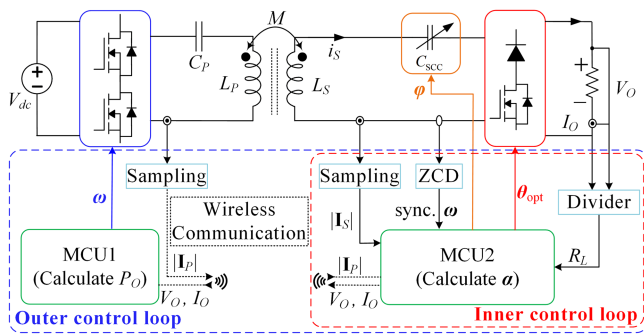 M
C_P
i_S
C_scc
V_dc
L_P
L_S
φ
+
−
V_O
I_O
Sampling
Sampling
ZCD
Divider
ω
θ_opt
Wireless
Communication
sync. ω
|I_S|
MCU1
(Calculate P_O)
|I_P|
V_O, I_O
|I_P|
V_O, I_O
MCU2
(Calculate α)
R_L
Outer control loop
Inner control loop